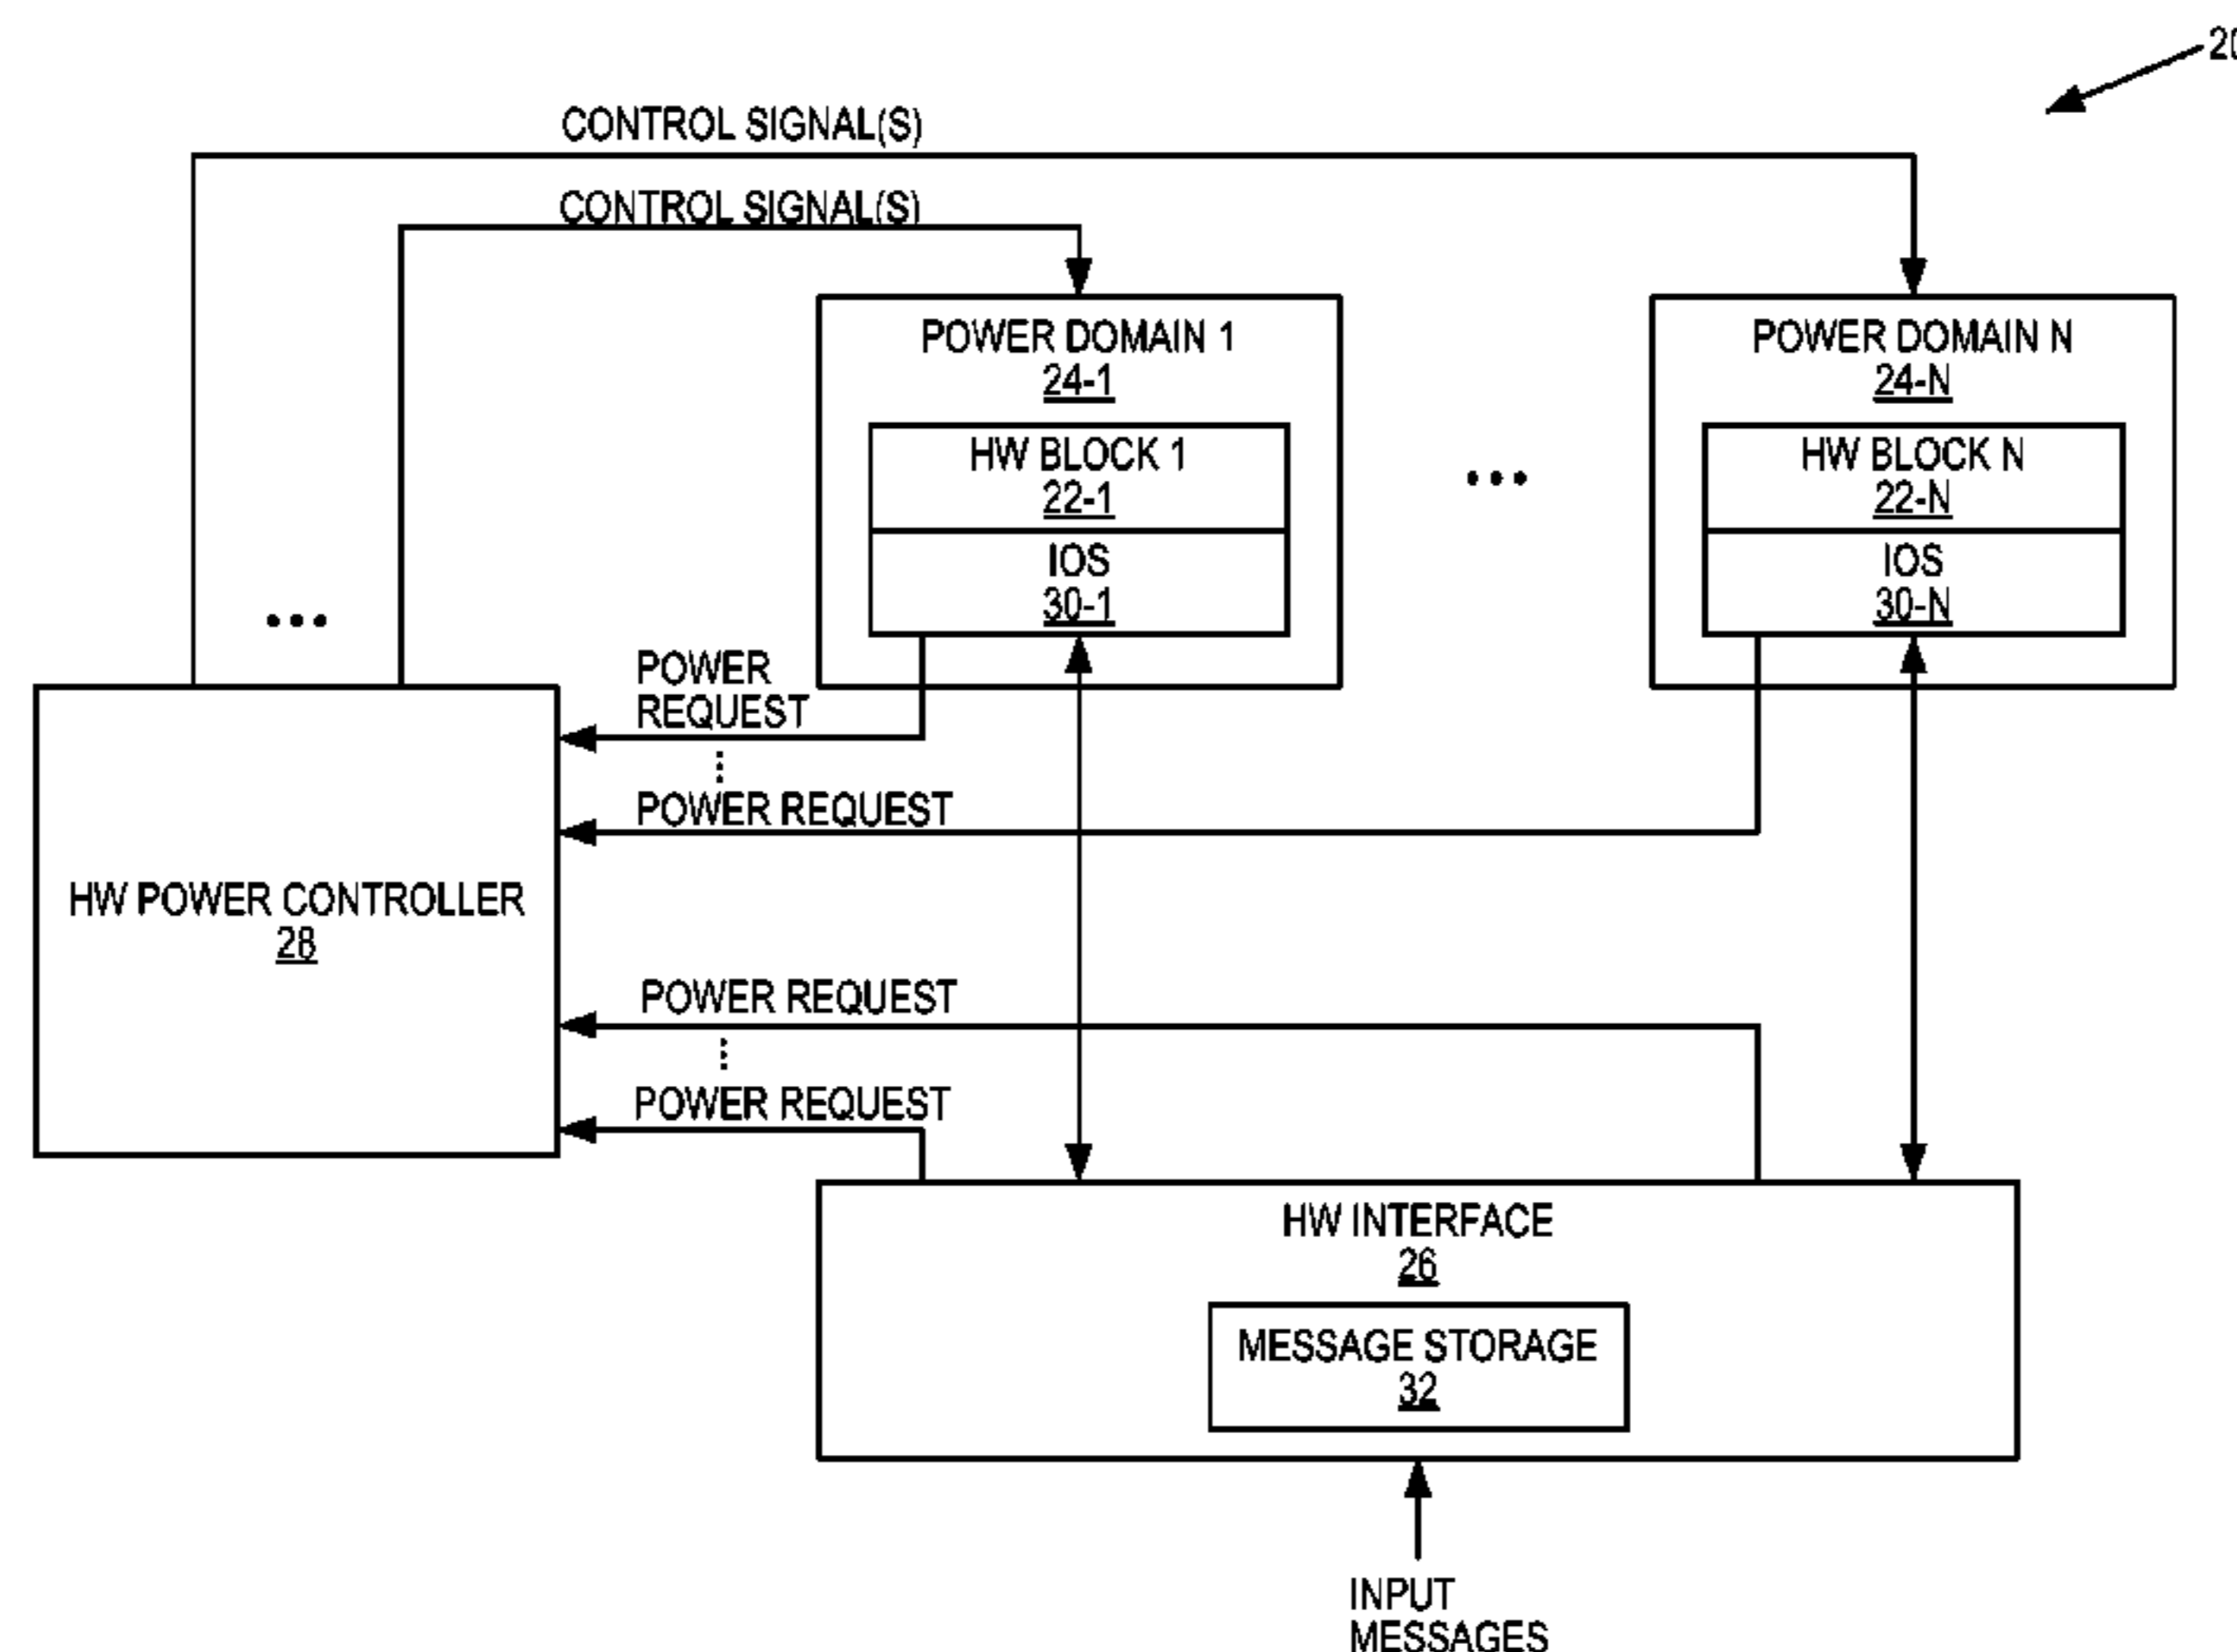 20
CONTROL SIGNAL(S)
CONTROL SIGNAL(S)
POWER DOMAIN 1
24-1
HW BLOCK 1
22-1
IOS
30-1
POWER DOMAIN N
24-N
HW BLOCK N
22-N
IOS
30-N
POWER
REQUEST
POWER REQUEST
HW POWER CONTROLLER
28
POWER REQUEST
POWER REQUEST
HW INTERFACE
26
MESSAGE STORAGE
32
INPUT
MESSAGES